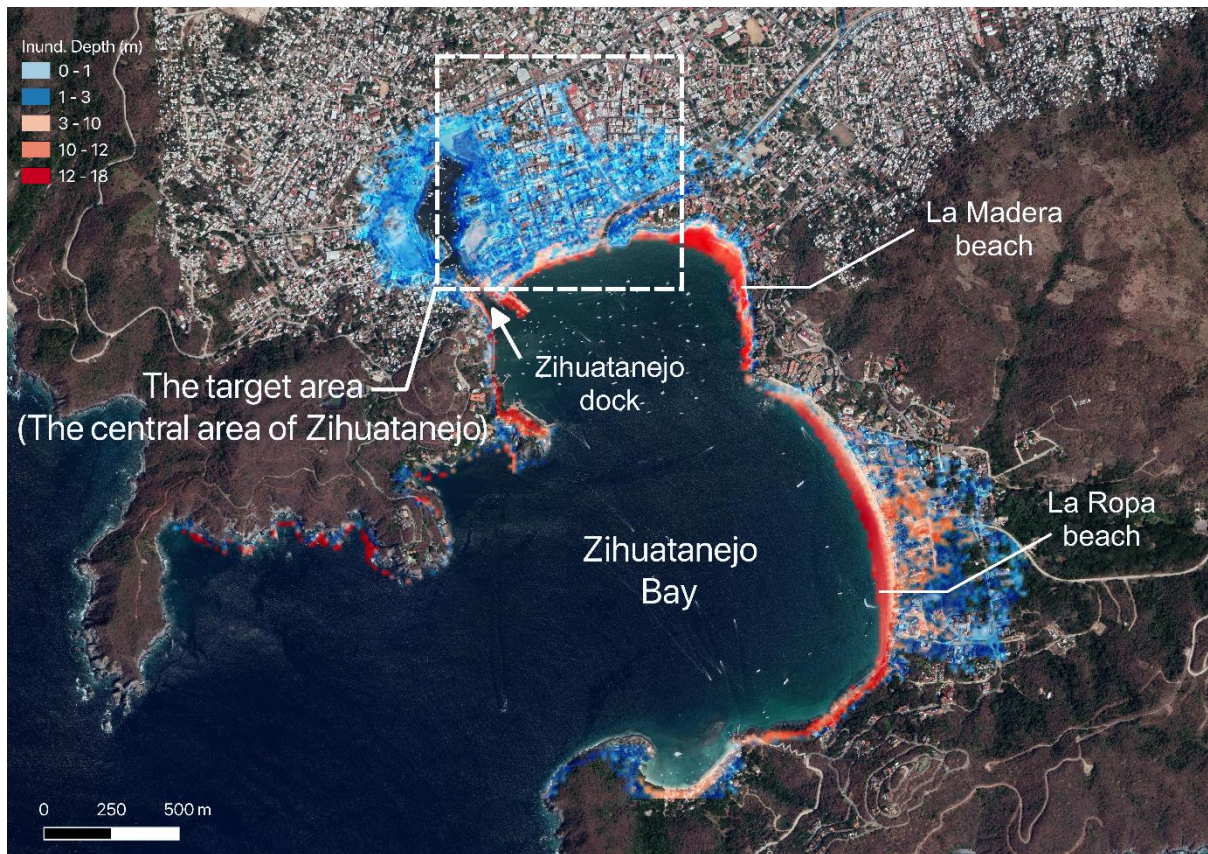 Inund. Depth (m)
0 - 1
1 - 3
3 - 10
10 - 12
12 - 18
La Madera
beach
Zihuatanejo
dock
The target area
(The central area of Zihuatanejo)
La Ropa
beach
Zihuatanejo
Bay
0 250 500 m